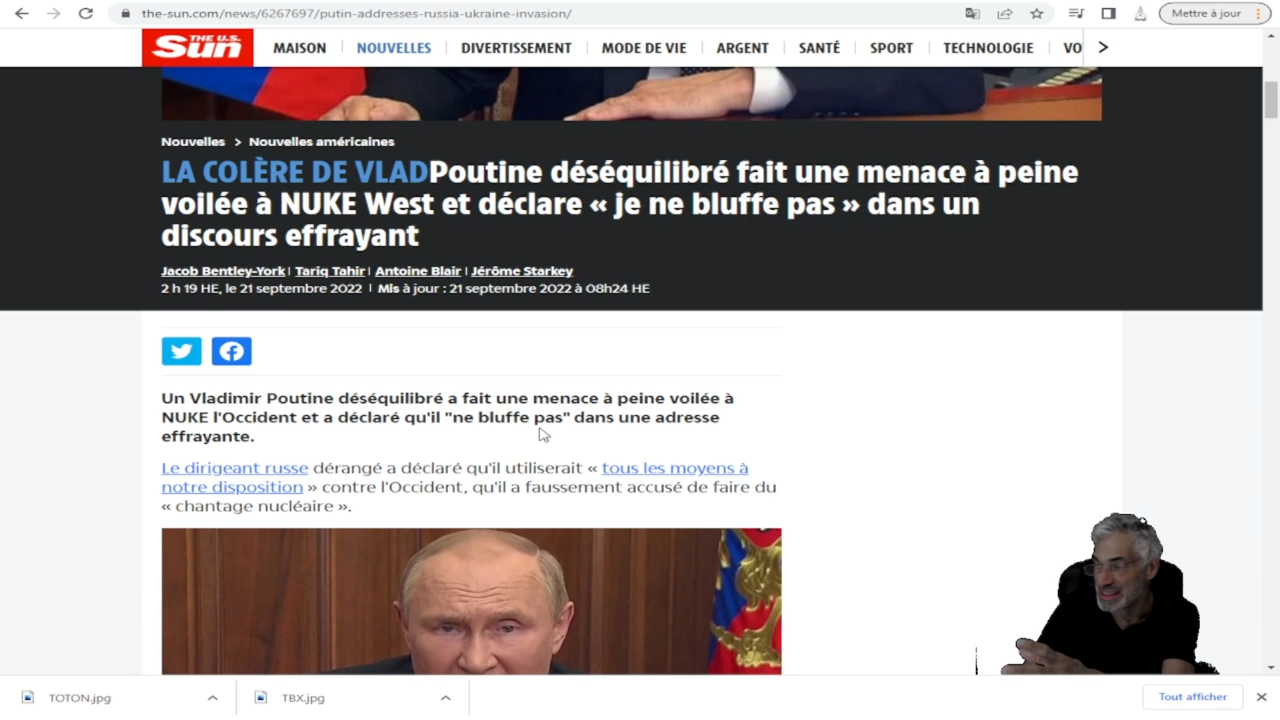 the-sun.com/news/6267697/putin-addresses-russia-ukraine-invasion/
Mettre à jour
THE U.S. Sun
MAISON NOUVELLES DIVERTISSEMENT MODE DE VIE ARGENT SANTÉ SPORT TECHNOLOGIE VO
Nouvelles > Nouvelles américaines
LA COLÈRE DE VLADPoutine déséquilibré fait une menace à peine
voilée à NUKE West et déclare « je ne bluffe pas » dans un
discours effrayant
Jacob Bentley-York | Tariq Tahir | Antoine Blair | Jérôme Starkey
2 h 19 HE, le 21 septembre 2022 | Mis à jour : 21 septembre 2022 à 08h24 HE
Un Vladimir Poutine déséquilibré a fait une menace à peine voilée à
NUKE l'Occident et a déclaré qu'il "ne bluffe pas" dans une adresse
effrayante.
Le dirigeant russe dérangé a déclaré qu'il utiliserait « tous les moyens à
notre disposition » contre l'Occident, qu'il a faussement accusé de faire du
« chantage nucléaire ».
TOTON.jpg
TBX.jpg
Tout afficher